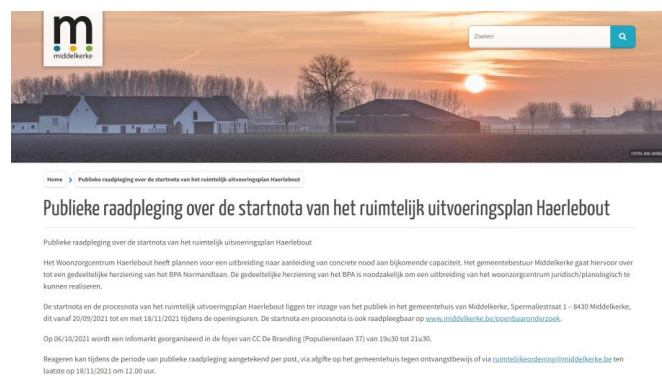 m
middelkerke
Zoeken
Home
Publieke raadpleging over de startnota van het ruimtelijk uitvoeringsplan Haerlebout
Publieke raadpleging over de startnota van het ruimtelijk uitvoeringsplan Haerlebout
Publieke raadpleging over de startnota van het ruimtelijk uitvoeringsplan Haerlebout
Het Woonzorgcentrum Haerlebout heeft plannen voor een uitbreiding naar aanleiding van concrete nood aan bijkomende capaciteit. Het gemeentebestuur Middelkerke gaat hiervoor over
tot een gedeeltelijke herziening van het BPA Normandlaan. De gedeeltelijke herziening van het BPA is noodzakelijk om een uitbreiding van het woonzorgcentrum juridisch/planologisch te
kunnen realiseren.
De startnota en de procesnota van het ruimtelijk uitvoeringsplan Haerlebout liggen ter inzage van het publiek in het gemeentehuis van Middelkerke, Spermaliestraat 1 – 8430 Middelkerke,
dit vanaf 20/09/2021 tot en met 18/11/2021 tijdens de openingsuren. De startnota en procesnota is ook raadpleegbaar op www.middelkerke.be/openbaaronderzoek.
Op 06/10/2021 wordt een infomarkt georganiseerd in de foyer van CC De Branding (Populierenlaan 37) van 19u30 tot 21u30.
Reageren kan tijdens de periode van publieke raadpleging aangetekend per post, via afgifte op het gemeentehuis tegen ontvangstbewijs of via ruimtelijkeordening@middelkerke.be ten
laatste op 18/11/2021 om 12.00 uur.